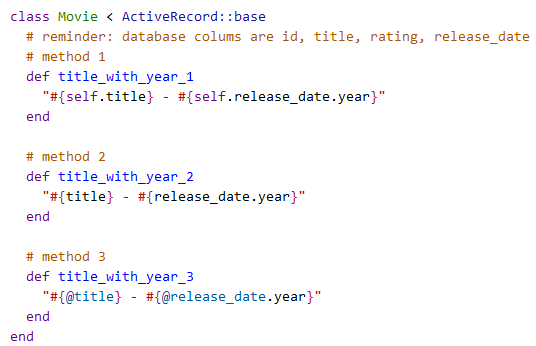 class Movie < ActiveRecord::base
  # reminder: database colums are id, title, rating, release_date
  # method 1
  def title_with_year_1
    "#{self.title} - #{self.release_date.year}"
  end

  # method 2
  def title_with_year_2
    "#{title} - #{release_date.year}"
  end

  # method 3
  def title_with_year_3
    "#{@title} - #{@release_date.year}"
  end
end